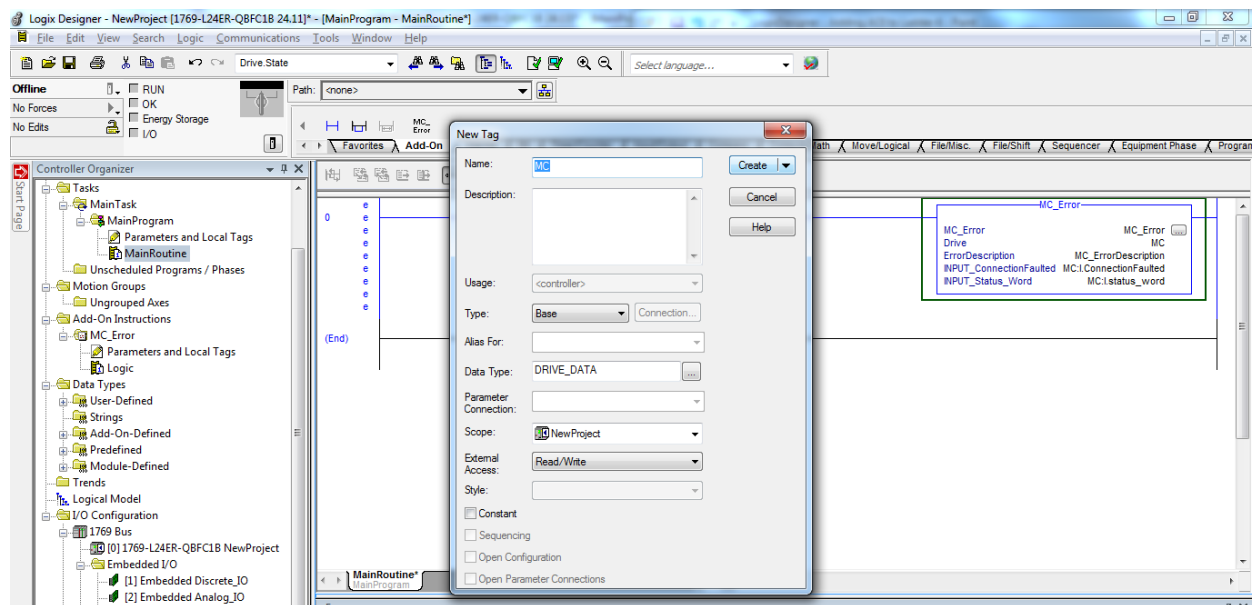 Logix Designer - NewProject [1769-L24ER-QBFC1B 24.11]* - [MainProgram - MainRoutine*]
File Edit View Search Logic Communications Tools Window Help
Drive.State
Select language...
Offline
RUN
No Forces
OK
Energy Storage
No Edits
I/O
Path: <none>
MC_
Error
Favorites Add-On
Math Move/Logical File/Misc. File/Shift Sequencer Equipment Phase Program
Start Page
Controller Organizer
Tasks
MainTask
MainProgram
Parameters and Local Tags
MainRoutine
Unscheduled Programs / Phases
Motion Groups
Ungrouped Axes
Add-On Instructions
MC_Error
Parameters and Local Tags
Logic
Data Types
User-Defined
Strings
Add-On-Defined
Predefined
Module-Defined
Trends
Logical Model
I/O Configuration
1769 Bus
[0] 1769-L24ER-QBFC1B NewProject
Embedded I/O
[1] Embedded Discrete_IO
[2] Embedded Analog_IO
e
0 e
e
e
e
e
e
e
e
(End)
MC_Error
MC_Error MC_Error ...
Drive MC
ErrorDescription MC_ErrorDescription
INPUT_ConnectionFaulted MC:I.ConnectionFaulted
INPUT_Status_Word MC:I.status_word
MainRoutine*
MainProgram
New Tag
Name: MC
Create
Description:
Cancel
Help
Usage: <controller>
Type: Base Connection...
Alias For:
Data Type: DRIVE_DATA ...
Parameter
Connection:
Scope: NewProject
External
Access: Read/Write
Style:
Constant
Sequencing
Open Configuration
Open Parameter Connections